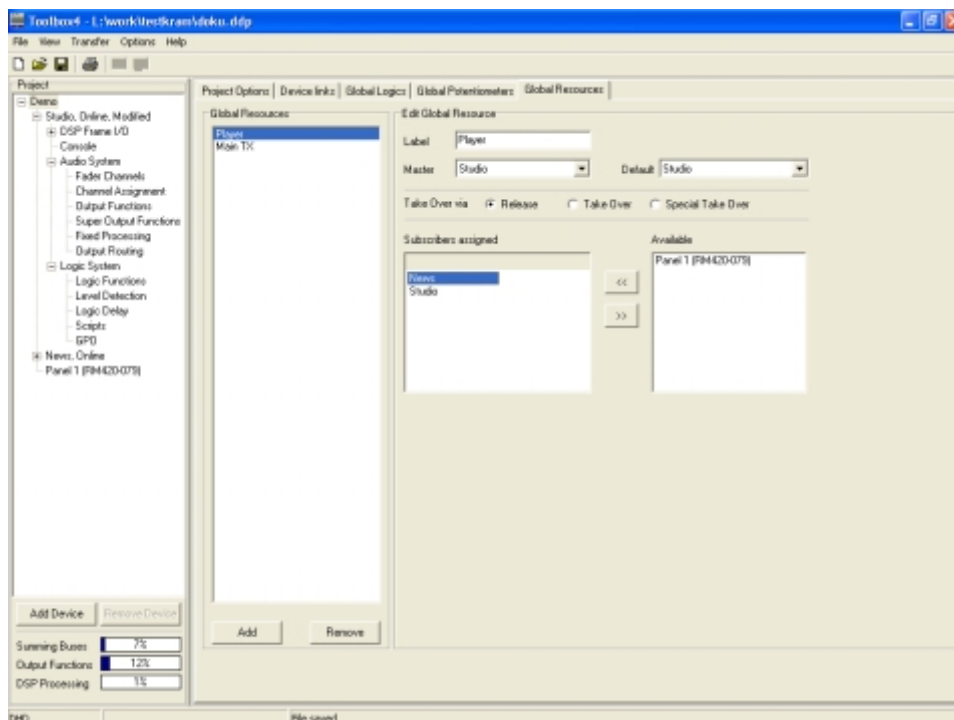 Toolbox4 - L:\work\testkram\doku.ddp
File View Transfer Options Help
Project
Demo
Studio, Online, Modified
DSP Frame I/O
Console
Audio System
Fader Channels
Channel Assignment
Output Functions
Super Output Functions
Fixed Processing
Output Routing
Logic System
Logic Functions
Level Detection
Logic Delay
Scripts
GPO
News, Online
Panel 1 (RM420-079)
Add Device Remove Device
Summing Buses 7%
Output Functions 12%
DSP Processing 1%
Project Options Device links Global Logics Global Potentiometers Global Resources
Global Resources
Player
Main TX
Add Remove
Edit Global Resource
Label Player
Master Studio Default Studio
Take Over via Release Take Over Special Take Over
Subscribers assigned Available
News
Studio
Panel 1 (RM420-079)
<<
>>
DHD File saved